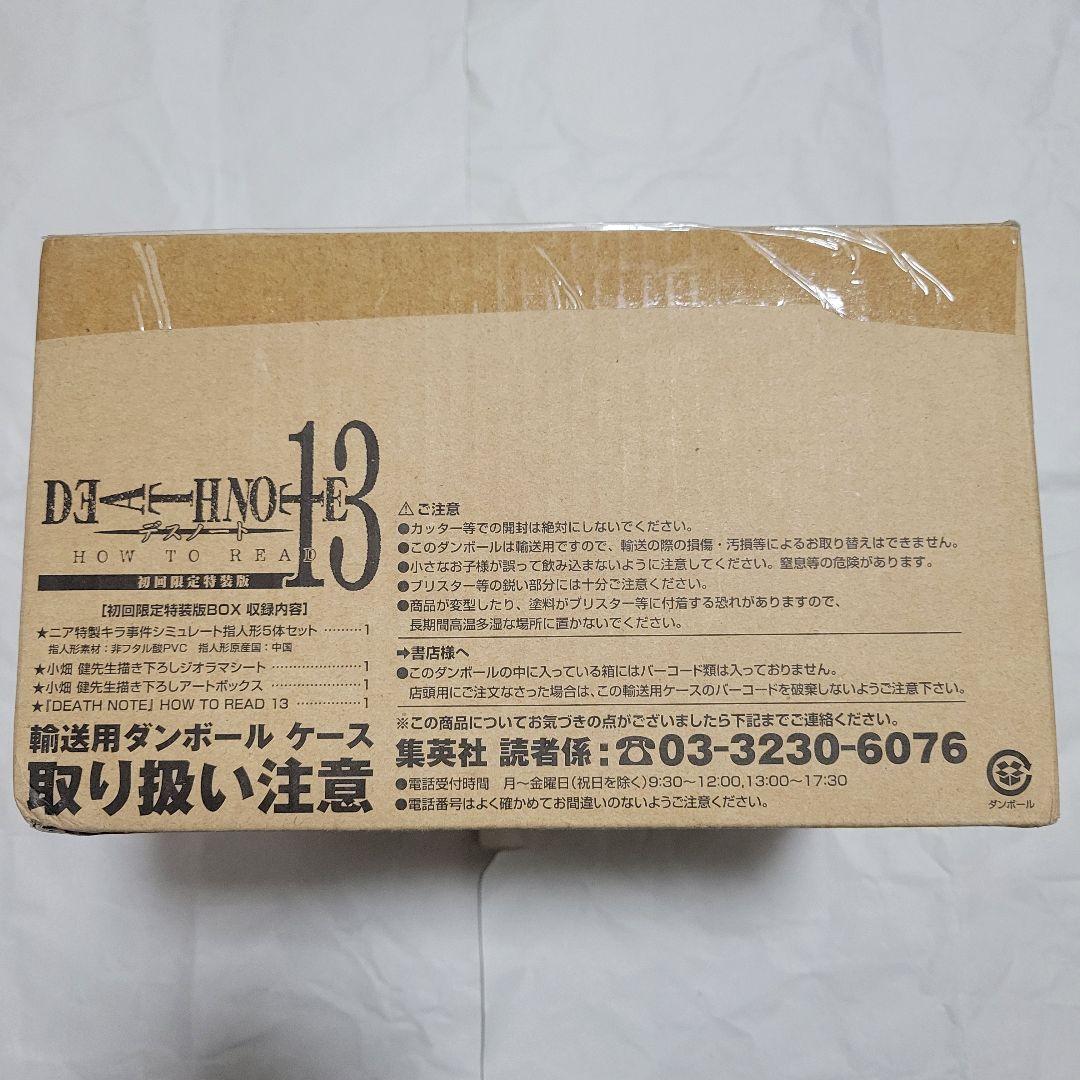 DEATH NOTE 13
デスノート
HOW TO READ
初回限定特装版
【初回限定特装版BOX 収録内容】
★ニア特製キラ事件シミュレート指人形5体セット ………1
指人形素材：非フタル酸PVC　指人形原産国：中国
★小畑 健先生描き下ろしジオラマシート ………………1
★小畑 健先生描き下ろしアートボックス ………………1
★『DEATH NOTE』HOW TO READ 13 ……………1
輸送用ダンボール ケース
取り扱い注意
⚠ご注意
●カッター等での開封は絶対にしないでください。
●このダンボールは輸送用ですので、輸送の際の損傷・汚損等によるお取り替えはできません。
●小さなお子様が誤って飲み込まないように注意してください。窒息等の危険があります。
●ブリスター等の鋭い部分には十分ご注意ください。
●商品が変型したり、塗料がブリスター等に付着する恐れがありますので、
長期間高温多湿な場所に置かないでください。
➡書店様へ
●このダンボールの中に入っている箱にはバーコード類は入っておりません。
店頭用にご注文なさった場合は、この輸送用ケースのバーコードを破棄しないようご注意下さい。
※この商品についてお気づきの点がございましたら下記までご連絡ください。
集英社 読者係：☎03-3230-6076
●電話受付時間　月～金曜日(祝日を除く)9:30～12:00,13:00～17:30
●電話番号はよく確かめてお間違いのないようご注意ください。
ダンボール